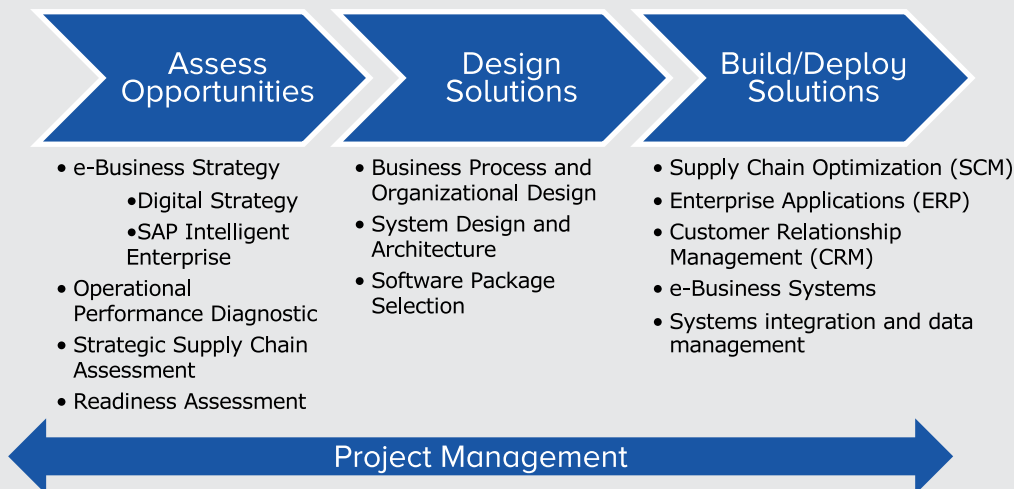 Assess
Opportunities
• e-Business Strategy
•Digital Strategy
•SAP Intelligent
Enterprise
• Operational
Performance Diagnostic
• Strategic Supply Chain
Assessment
• Readiness Assessment
Design
Solutions
• Business Process and
Organizational Design
• System Design and
Architecture
• Software Package
Selection
Build/Deploy
Solutions
• Supply Chain Optimization (SCM)
• Enterprise Applications (ERP)
• Customer Relationship
Management (CRM)
• e-Business Systems
• Systems integration and data
management
Project Management